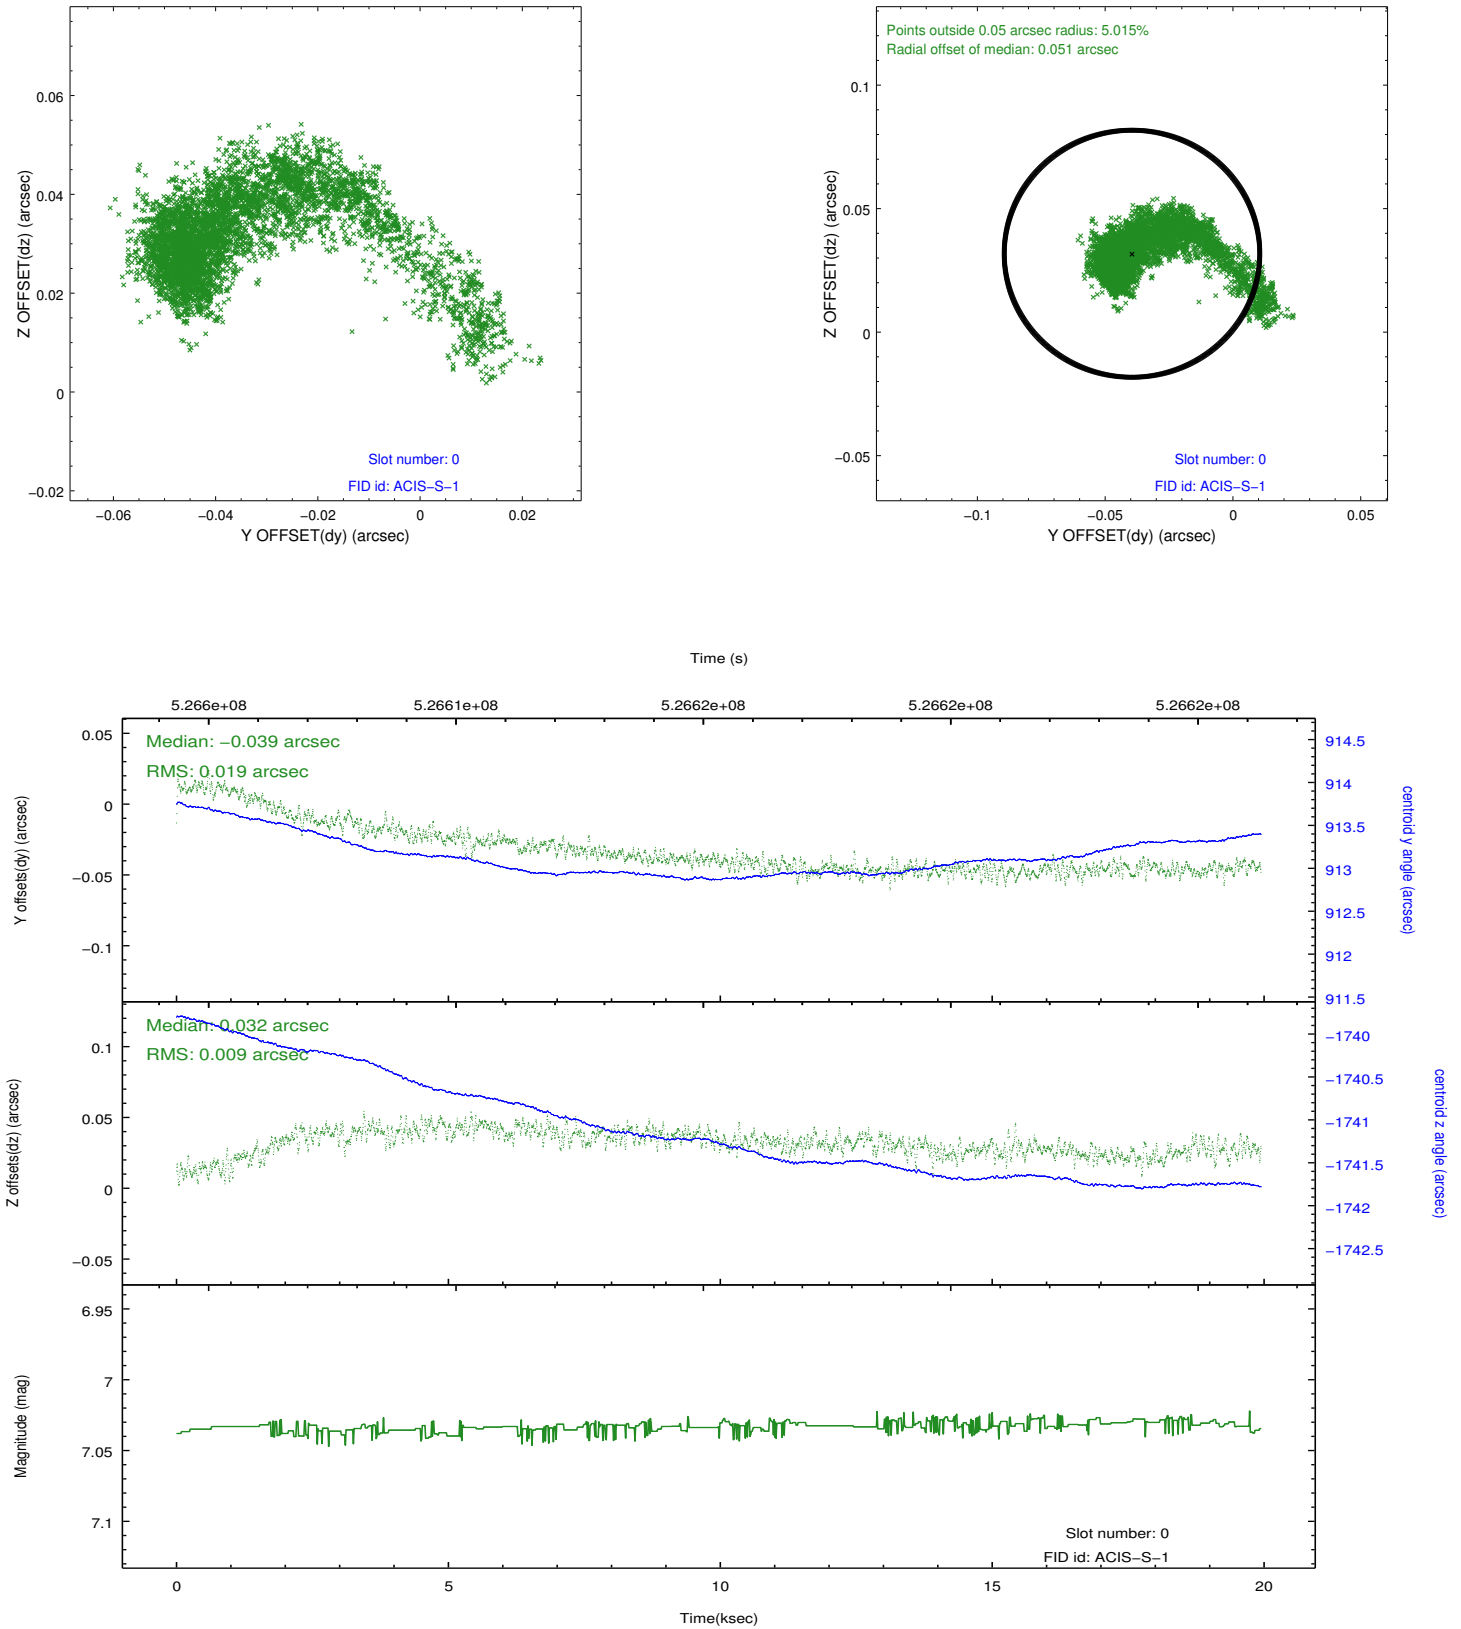 0.06
0.04
0.02
0
−0.02
−0.06
−0.04
−0.02
0
0.02
Z OFFSET(dz) (arcsec)
Y OFFSET(dy) (arcsec)
Slot number: 0
FID id: ACIS−S−1
Points outside 0.05 arcsec radius: 5.015%
Radial offset of median: 0.051 arcsec
0.1
0.05
0
−0.05
−0.1
−0.05
0
0.05
Z OFFSET(dz) (arcsec)
Y OFFSET(dy) (arcsec)
Slot number: 0
FID id: ACIS−S−1
Time (s)
5.266e+08
5.2661e+08
5.2662e+08
5.2662e+08
5.2662e+08
Median: −0.039 arcsec
RMS: 0.019 arcsec
0.05
0
−0.05
−0.1
Y offsets(dy) (arcsec)
914.5
914
913.5
913
912.5
912
911.5
centroid y angle (arcsec)
Median: 0.032 arcsec
RMS: 0.009 arcsec
0.1
0.05
0
−0.05
Z offsets(dz) (arcsec)
−1740
−1740.5
−1741
−1741.5
−1742
−1742.5
centroid z angle (arcsec)
6.95
7
7.05
7.1
Magnitude (mag)
Slot number: 0
FID id: ACIS−S−1
0
5
10
15
20
Time(ksec)